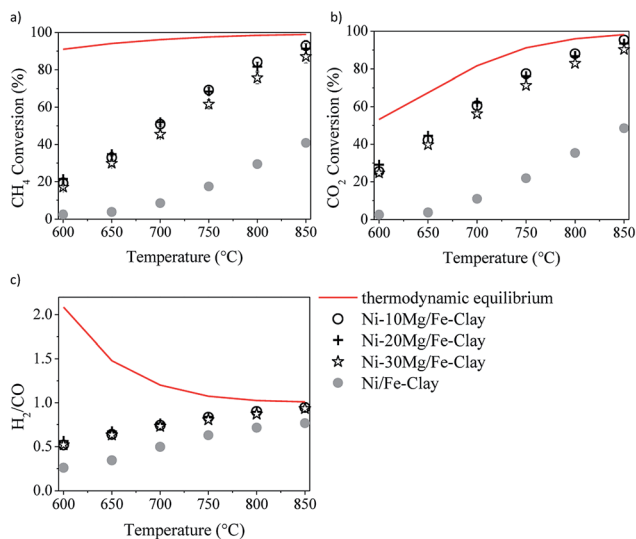 a)
CH₄ Conversion (%)
100
80
60
40
20
0
600 650 700 750 800 850
Temperature (°C)
b)
CO₂ Conversion (%)
100
80
60
40
20
0
600 650 700 750 800 850
Temperature (°C)
c)
H₂/CO
2.0
1.5
1.0
0.5
0.0
600 650 700 750 800 850
Temperature (°C)
thermodynamic equilibrium
Ni-10Mg/Fe-Clay
Ni-20Mg/Fe-Clay
Ni-30Mg/Fe-Clay
Ni/Fe-Clay